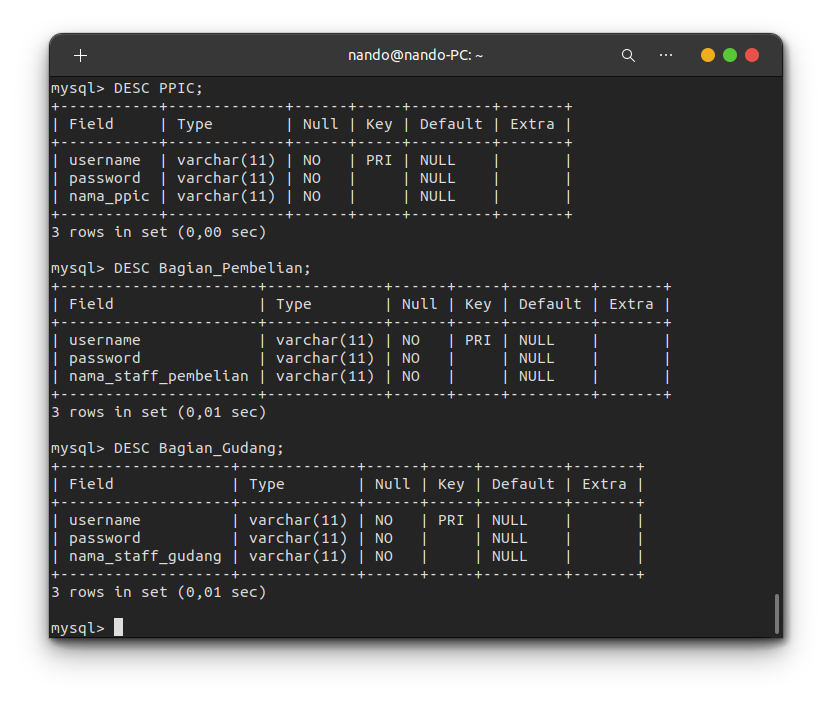 nando@nando-PC: ~
mysql> DESC PPIC;
+-----------+-------------+------+-----+---------+-------+
| Field     | Type        | Null | Key | Default | Extra |
+-----------+-------------+------+-----+---------+-------+
| username  | varchar(11) | NO   | PRI | NULL    |       |
| password  | varchar(11) | NO   |     | NULL    |       |
| nama_ppic | varchar(11) | NO   |     | NULL    |       |
+-----------+-------------+------+-----+---------+-------+
3 rows in set (0,00 sec)
mysql> DESC Bagian_Pembelian;
+----------------------+-------------+------+-----+---------+-------+
| Field                | Type        | Null | Key | Default | Extra |
+----------------------+-------------+------+-----+---------+-------+
| username             | varchar(11) | NO   | PRI | NULL    |       |
| password             | varchar(11) | NO   |     | NULL    |       |
| nama_staff_pembelian | varchar(11) | NO   |     | NULL    |       |
+----------------------+-------------+------+-----+---------+-------+
3 rows in set (0,01 sec)
mysql> DESC Bagian_Gudang;
+-------------------+-------------+------+-----+---------+-------+
| Field             | Type        | Null | Key | Default | Extra |
+-------------------+-------------+------+-----+---------+-------+
| username          | varchar(11) | NO   | PRI | NULL    |       |
| password          | varchar(11) | NO   |     | NULL    |       |
| nama_staff_gudang | varchar(11) | NO   |     | NULL    |       |
+-------------------+-------------+------+-----+---------+-------+
3 rows in set (0,01 sec)
mysql>